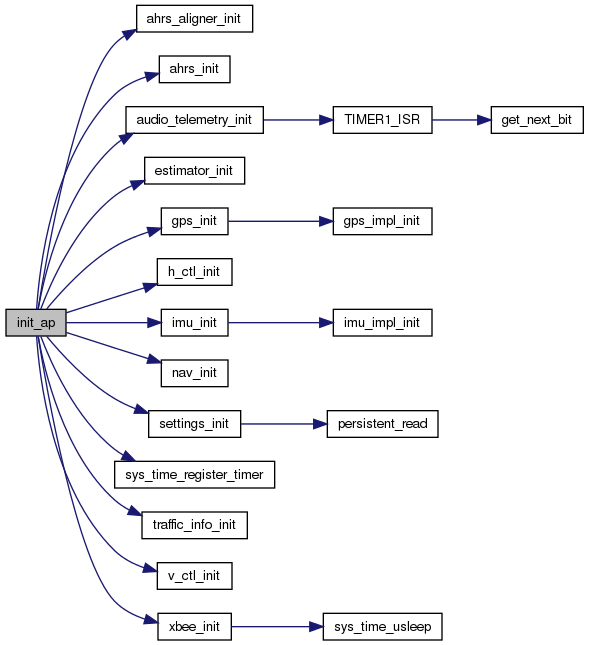 ahrs_aligner_init
ahrs_init
audio_telemetry_init
TIMER1_ISR
get_next_bit
estimator_init
gps_init
gps_impl_init
h_ctl_init
init_ap
imu_init
imu_impl_init
nav_init
settings_init
persistent_read
sys_time_register_timer
traffic_info_init
v_ctl_init
xbee_init
sys_time_usleep